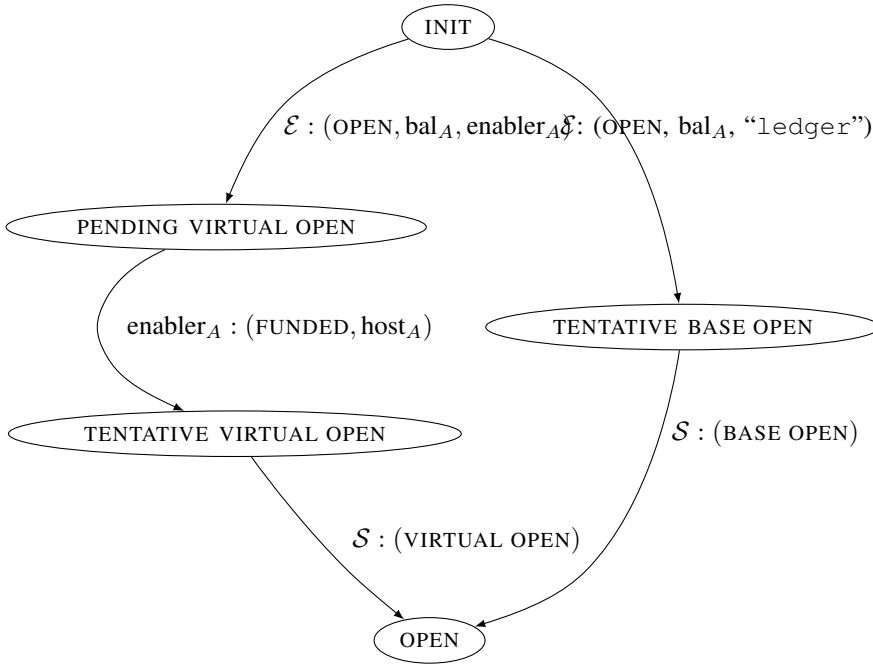 INIT
ℰ : (OPEN, bal_A, enabler_A)
ℰ : (OPEN, bal_A, “ledger”)
PENDING VIRTUAL OPEN
enabler_A : (FUNDED, host_A)
TENTATIVE BASE OPEN
TENTATIVE VIRTUAL OPEN
𝒮 : (BASE OPEN)
𝒮 : (VIRTUAL OPEN)
OPEN